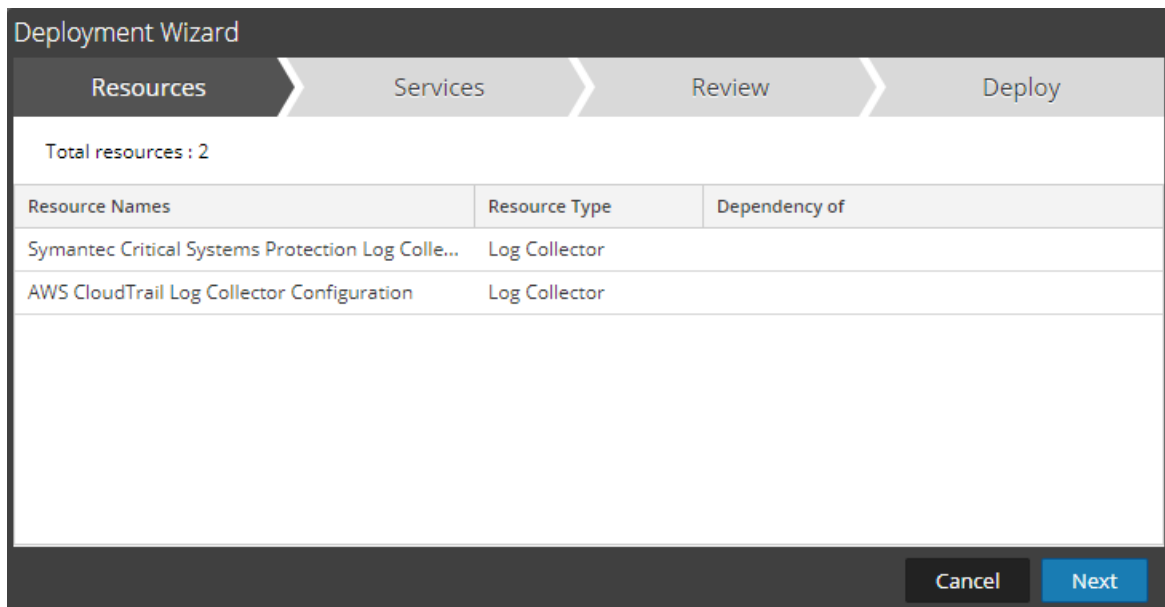 Deployment Wizard
Resources Services Review Deploy
Total resources : 2
Resource Names Resource Type Dependency of
Symantec Critical Systems Protection Log Colle... Log Collector
AWS CloudTrail Log Collector Configuration Log Collector
Cancel Next